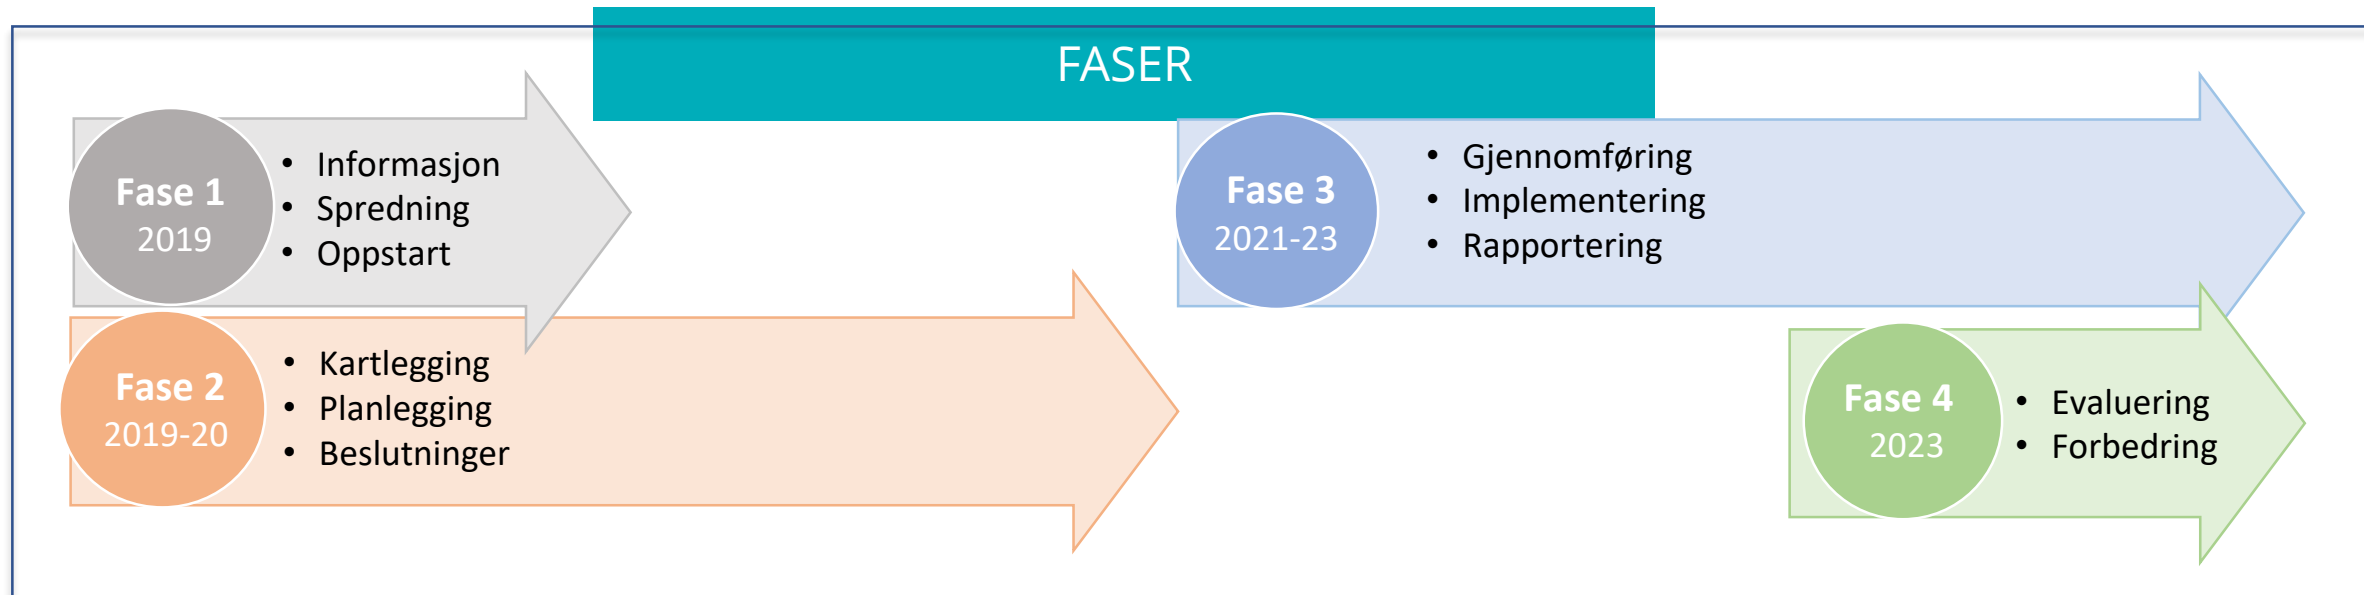 FASER
Fase 1
2019
• Informasjon
• Spredning
• Oppstart
Fase 2
2019-20
• Kartlegging
• Planlegging
• Beslutninger
Fase 3
2021-23
• Gjennomføring
• Implementering
• Rapportering
Fase 4
2023
• Evaluering
• Forbedring